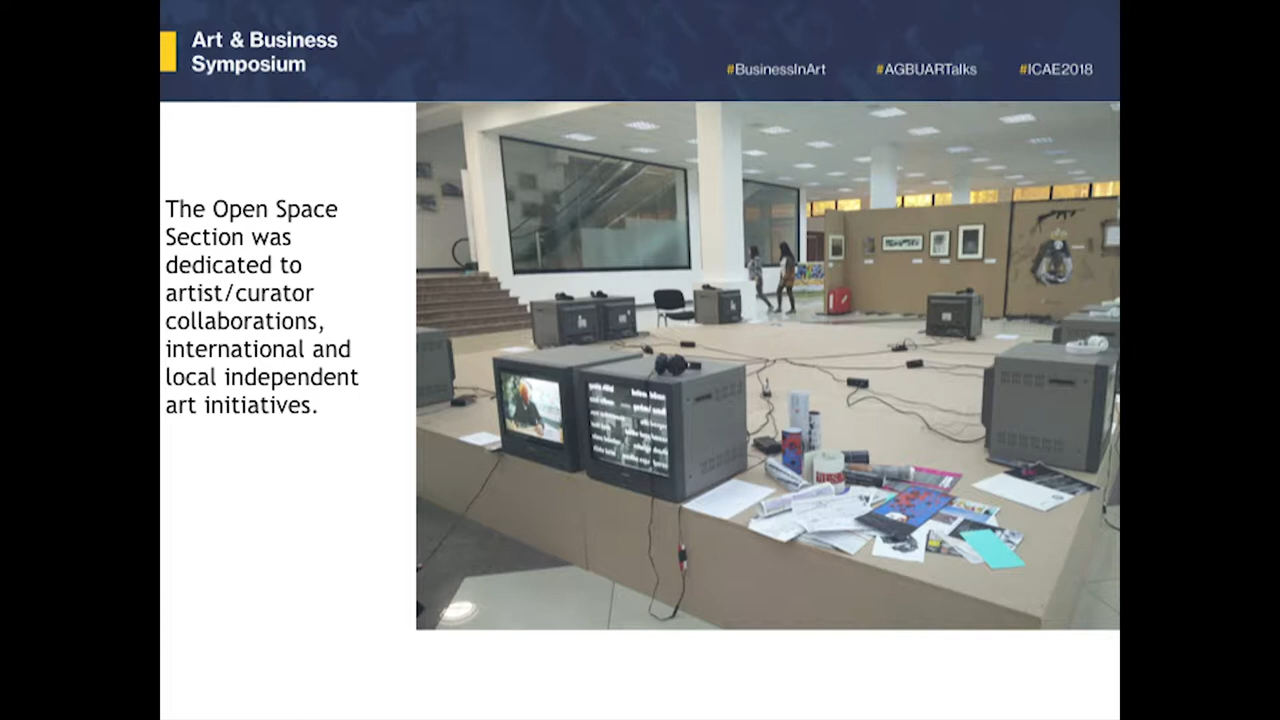 Art & Business
Symposium
#BusinessInArt
#AGBUARTalks
#ICAE2018
The Open Space
Section was
dedicated to
artist/curator
collaborations,
international and
local independent
art initiatives.